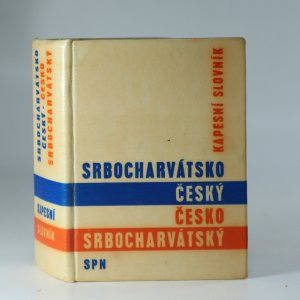 SRBOCHARVÁTSKO
ČESKÝ - ČESKO
SRBOCHARVÁTSKÝ
KAPESNÍ
SLOVNÍK
KAPESNÍ SLOVNÍK
SRBOCHARVÁTSKO
ČESKÝ
ČESKO
SRBOCHARVÁTSKÝ
SPN